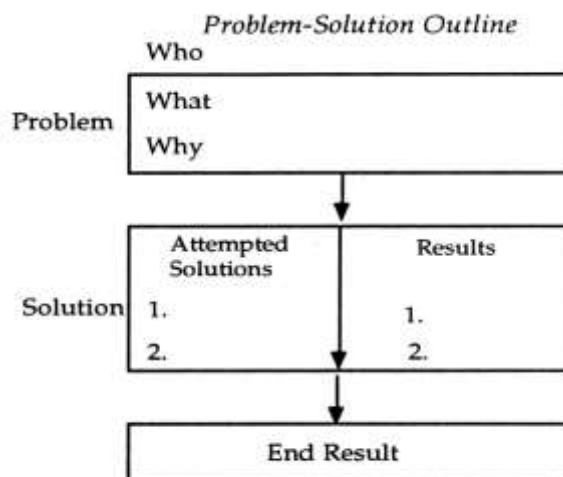 Problem-Solution Outline
Who
Problem
What
Why
Solution
Attempted
Solutions
1.
2.
Results
1.
2.
End Result